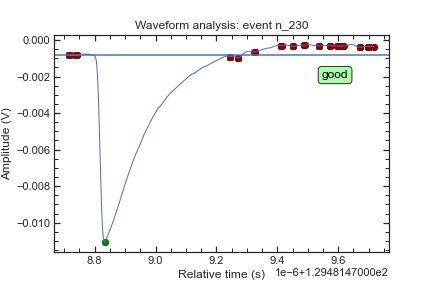 Waveform analysis: event n_230
0.000
−0.002
−0.004
−0.006
−0.008
−0.010
Amplitude (V)
good
8.8 9.0 9.2 9.4 9.6
1e−6+1.2948147000e2
Relative time (s)